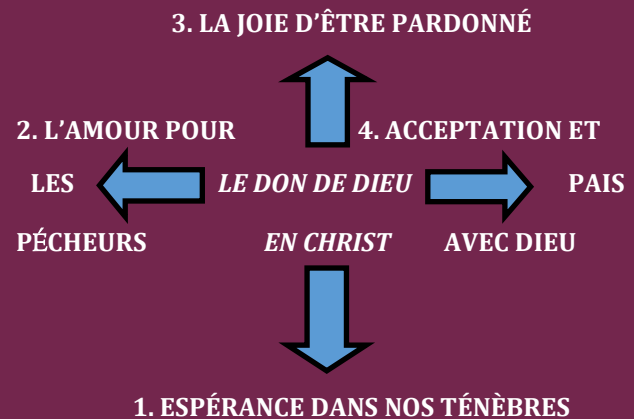 3. LA JOIE D'ÊTRE PARDONNÉ
2. L'AMOUR POUR
LES
PÉCHEURS
LE DON DE DIEU
EN CHRIST
4. ACCEPTATION ET
PAIS
AVEC DIEU
1. ESPÉRANCE DANS NOS TÉNÈBRES